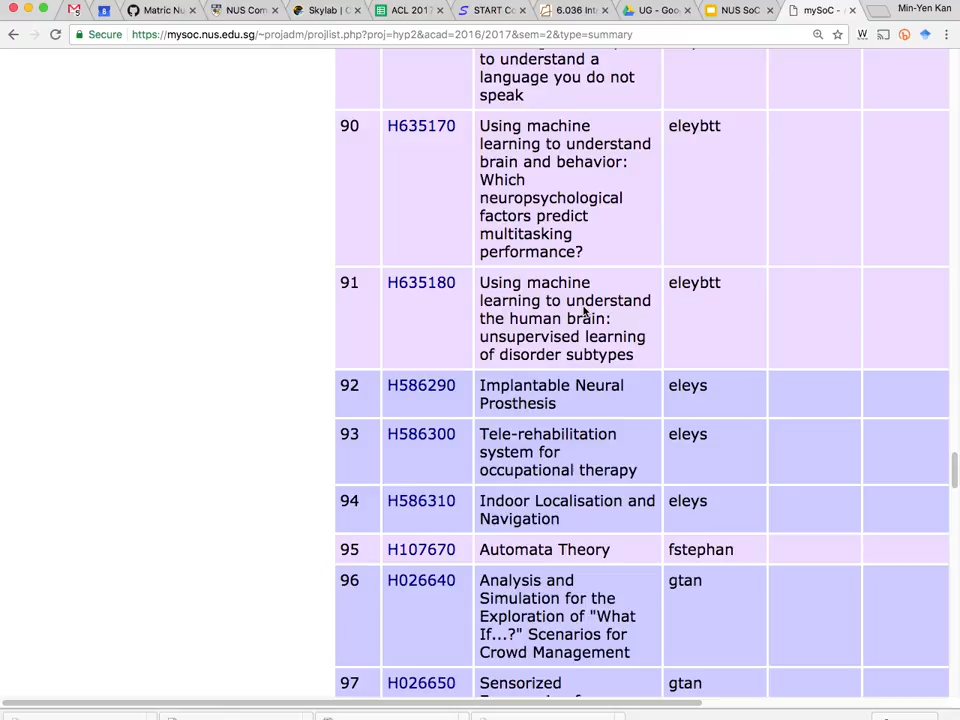 Matric Nu
NUS Com
Skylab | C
ACL 2017
START Co
6.036 Int
UG - Goo
NUS SoC
mySoC -
Min-Yen Kan
Secure https://mysoc.nus.edu.sg/~projadm/projlist.php?proj=hyp2&acad=2016/2017&sem=2&type=summary
to understand a
language you do not
speak
90 H635170 Using machine eleybtt
learning to understand
brain and behavior:
Which
neuropsychological
factors predict
multitasking
performance?
91 H635180 Using machine eleybtt
learning to understand
the human brain:
unsupervised learning
of disorder subtypes
92 H586290 Implantable Neural eleys
Prosthesis
93 H586300 Tele-rehabilitation eleys
system for
occupational therapy
94 H586310 Indoor Localisation and eleys
Navigation
95 H107670 Automata Theory fstephan
96 H026640 Analysis and gtan
Simulation for the
Exploration of "What
If...?" Scenarios for
Crowd Management
97 H026650 Sensorized gtan